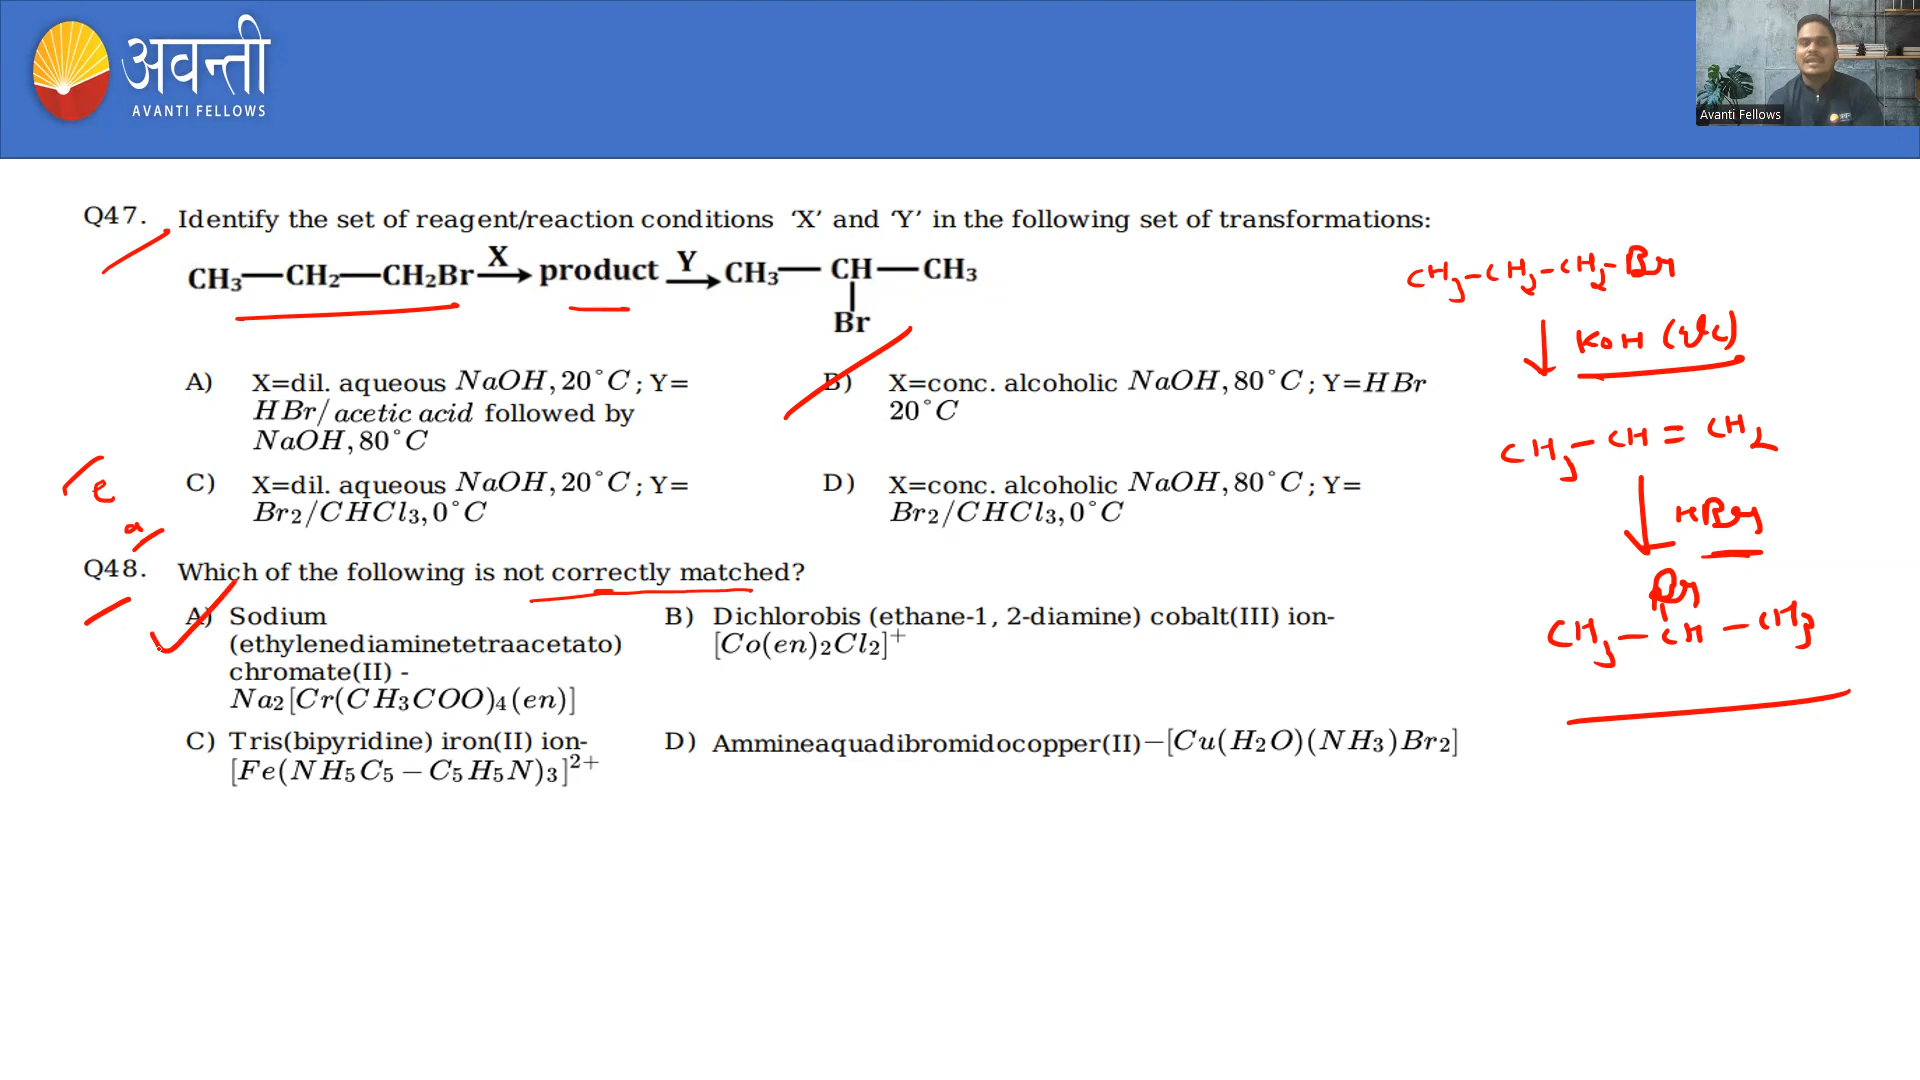 अवन्ती
AVANTI FELLOWS
Avanti Fellows
Q47. Identify the set of reagent/reaction conditions 'X' and 'Y' in the following set of transformations:
CH₃—CH₂—CH₂Br —X→ product —Y→ CH₃—CH—CH₃
Br
A) X=dil. aqueous NaOH, 20°C; Y=
HBr/acetic acid followed by
NaOH, 80°C
B) X=conc. alcoholic NaOH, 80°C; Y=HBr
20°C
C) X=dil. aqueous NaOH, 20°C; Y=
Br₂/CHCl₃, 0°C
D) X=conc. alcoholic NaOH, 80°C; Y=
Br₂/CHCl₃, 0°C
Q48. Which of the following is not correctly matched?
A) Sodium
(ethylenediaminetetraacetato)
chromate(II) -
Na₂[Cr(CH₃COO)₄(en)]
B) Dichlorobis (ethane-1, 2-diamine) cobalt(III) ion-
[Co(en)₂Cl₂]⁺
C) Tris(bipyridine) iron(II) ion-
[Fe(NH₅C₅ − C₅H₅N)₃]²⁺
D) Ammineaquadibromidocopper(II)−[Cu(H₂O)(NH₃)Br₂]
CH₃-CH₂-CH₂-Br
KOH
CH₃-CH=CH₂
HBr
Br
CH₃-CH-CH₃